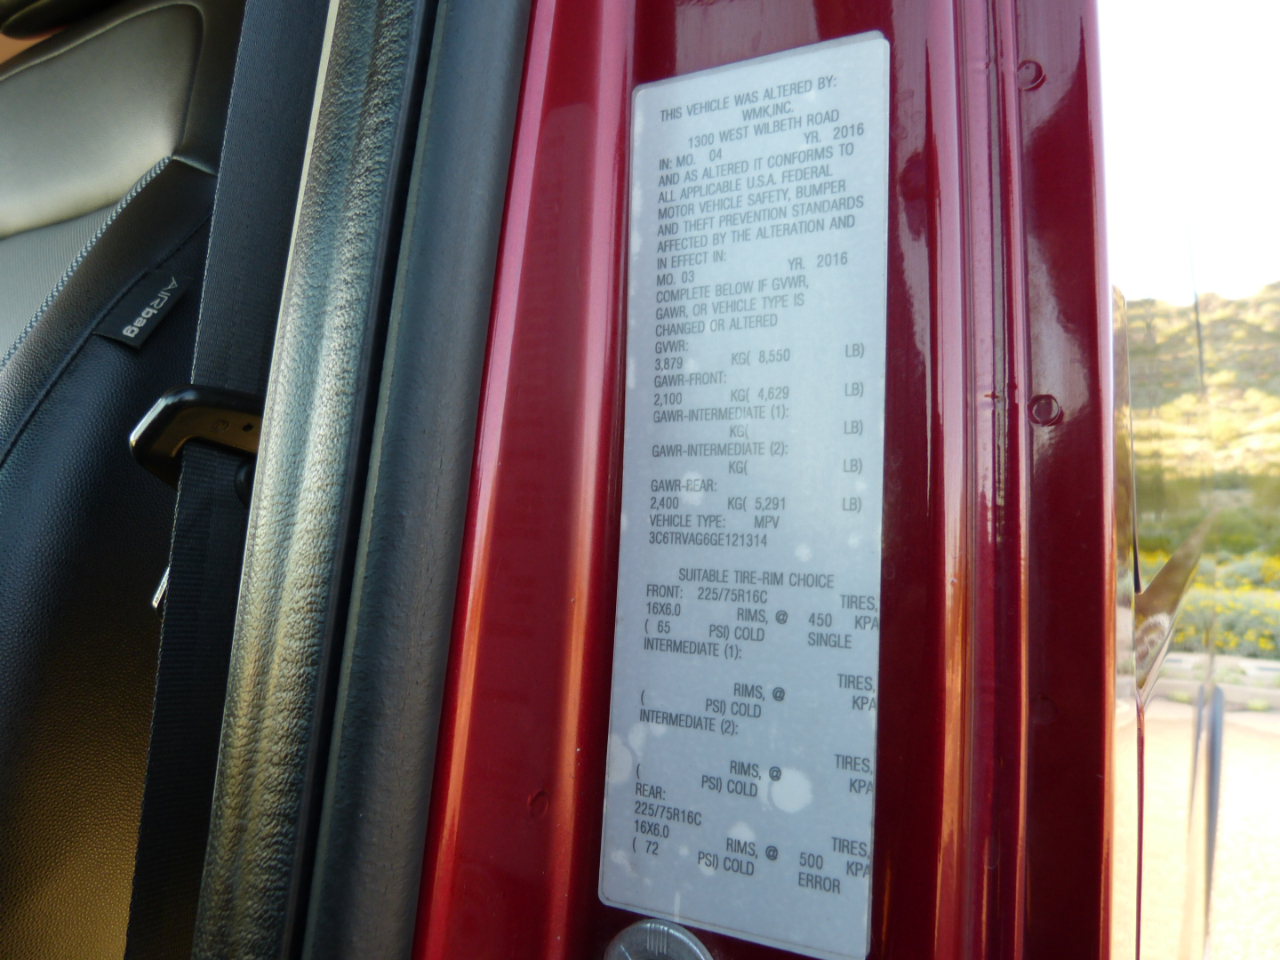 THIS VEHICLE WAS ALTERED BY:
WMK,INC.
1300 WEST WILBETH ROAD
IN: MO. 04 YR. 2016
AND AS ALTERED IT CONFORMS TO
ALL APPLICABLE U.S.A. FEDERAL
MOTOR VEHICLE SAFETY, BUMPER
AND THEFT PREVENTION STANDARDS
AFFECTED BY THE ALTERATION AND
IN EFFECT IN:
MO. 03 YR. 2016
COMPLETE BELOW IF GVWR,
GAWR, OR VEHICLE TYPE IS
CHANGED OR ALTERED
GVWR:
3,879 KG( 8,550 LB)
GAWR-FRONT:
2,100 KG( 4,629 LB)
GAWR-INTERMEDIATE (1):
KG( LB)
GAWR-INTERMEDIATE (2):
KG( LB)
GAWR-REAR:
2,400 KG( 5,291 LB)
VEHICLE TYPE: MPV
3C6TRVAG6GE121314
SUITABLE TIRE-RIM CHOICE
FRONT: 225/75R16C TIRES,
16X6.0 RIMS, @ 450 KPA
( 65 PSI) COLD SINGLE
INTERMEDIATE (1):
TIRES,
RIMS, @ KPA
( PSI) COLD
INTERMEDIATE (2):
TIRES,
RIMS, @ KPA
( PSI) COLD
REAR:
225/75R16C TIRES,
16X6.0 RIMS, @ 500 KPA
( 72 PSI) COLD ERROR
AIRbag